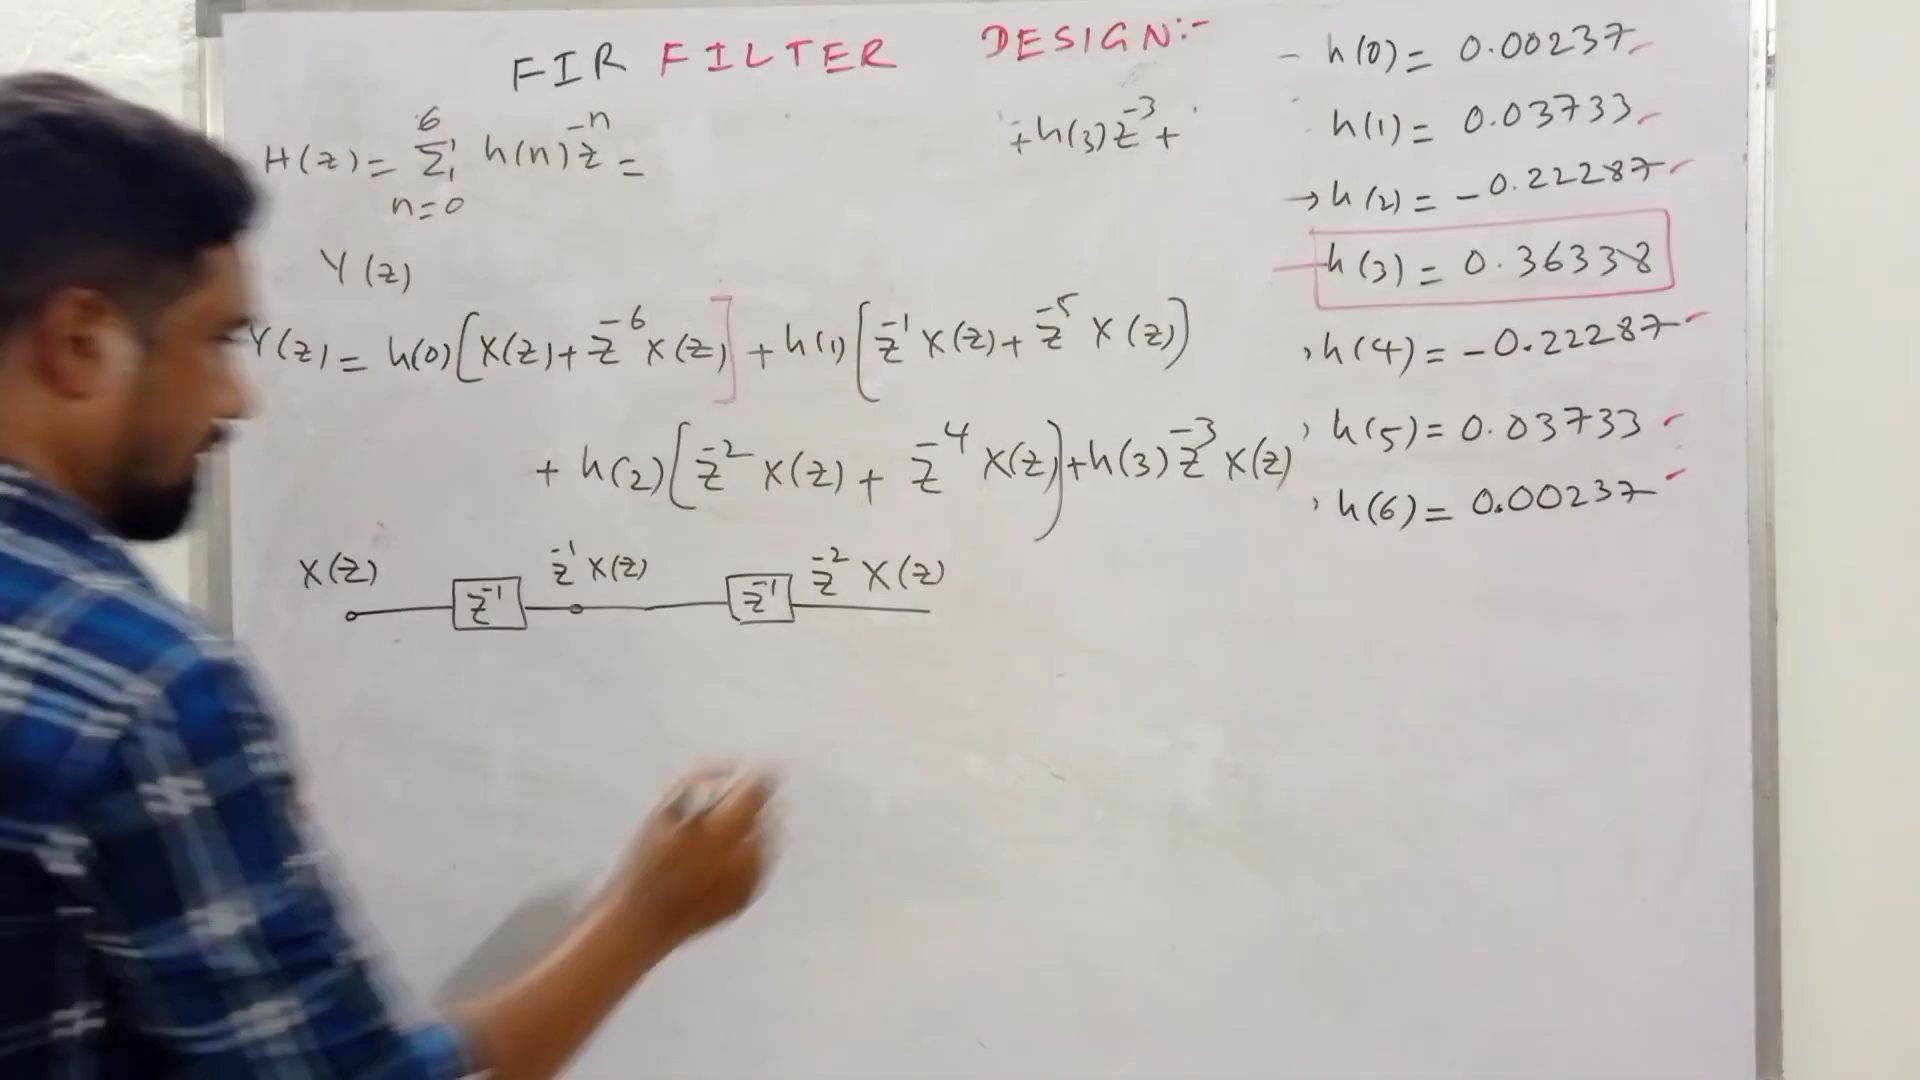 FIR FILTER DESIGN:-
H(z) = 6 Σ n=0 h(n) z^-n =
+h(3) z^-3 +
Y(z)
Y(z) = h(0)[X(z) + z^-6 X(z)] + h(1)[z^-1 X(z) + z^-5 X(z)]
+ h(2)[z^-2 X(z) + z^-4 X(z)] + h(3) z^-3 X(z)
X(z) z^-1 z^-1 X(z) z^-1 z^-2 X(z)
- h(0) = 0.00237
h(1) = 0.03733
→ h(2) = -0.22287
h(3) = 0.36338
h(4) = -0.22287
h(5) = 0.03733
h(6) = 0.00237